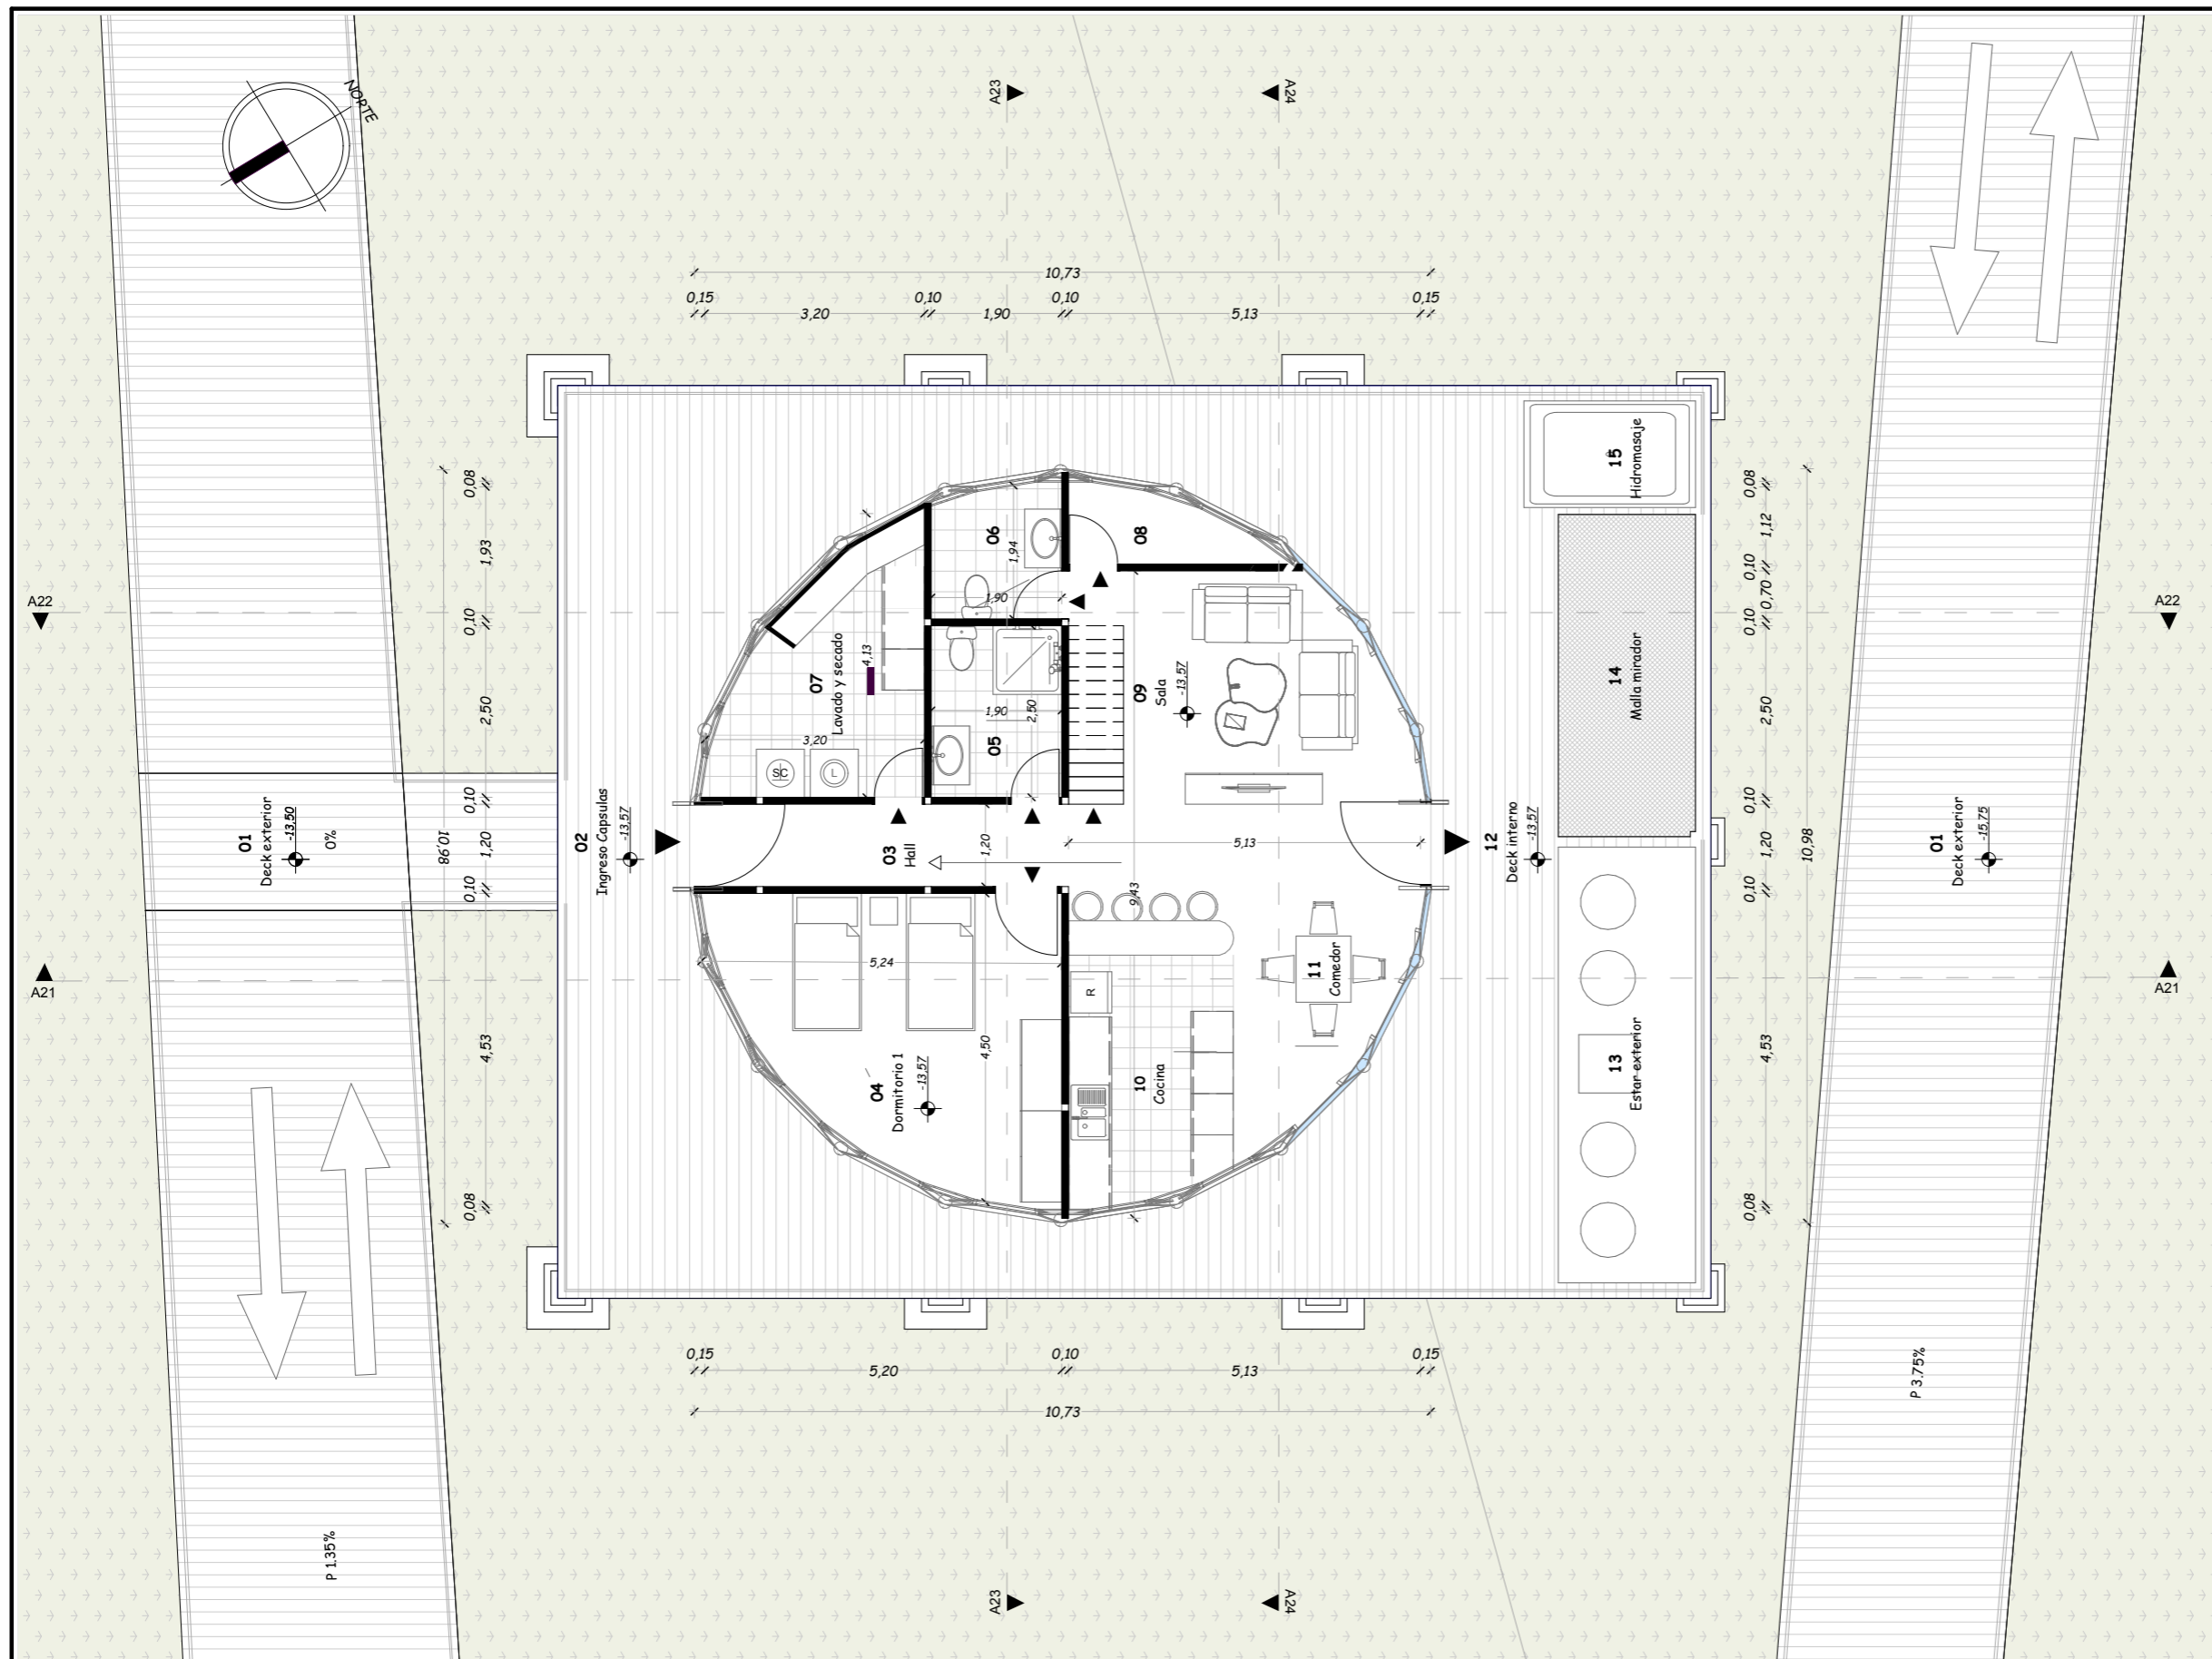 NORTE
A23
A24
10,73
0,15
0,10
0,10
0,15
3,20
1,90
5,13
0,08
1,93
0,10
2,50
0,10
1,20
0,10
4,53
0,08
10,98
A22
A22
A21
A21
01
Deck exterior
-13,50
0%
02
Ingreso Capsulas
-13,57
03
Hall
1,20
04
Dormitorio 1
-13,57
5,24
4,50
05
1,90
2,50
06
1,94
1,90
07
Lavado y secado
4,13
3,20
SC
L
08
09
Sala
-13,57
5,13
9,43
10
Cocina
R
11
Comedor
12
Deck interno
-13,57
13
Estar exterior
14
Malla mirador
15
Hidromasaje
0,08
1,12
0,10
0,70
0,10
2,50
0,10
1,20
0,10
4,53
0,08
10,98
01
Deck exterior
-15,75
P 3.75%
P 1.35%
0,15
0,10
0,15
5,20
5,13
10,73
A23
A24